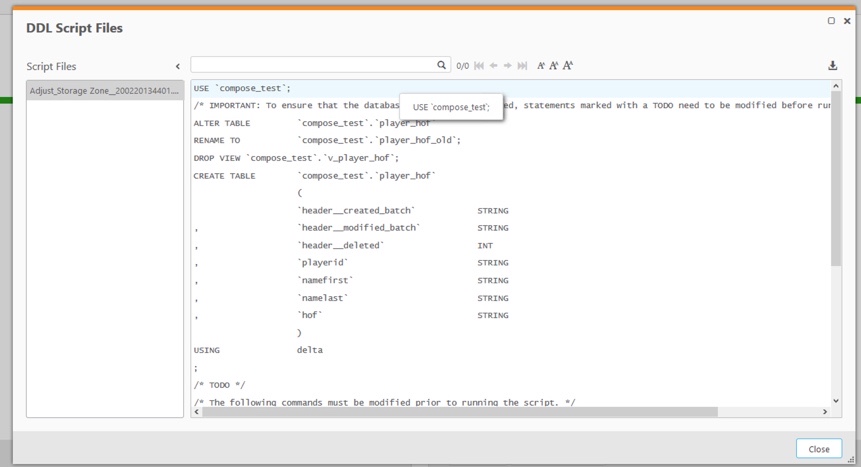 DDL Script Files
Script Files
0/0
Adjust_Storage Zone__200220134401....
USE `compose_test`;
/* IMPORTANT: To ensure that the databas ed, statements marked with a TODO need to be modified before run
USE `compose_test`;
ALTER TABLE `compose_test`.`player_hof`
RENAME TO `compose_test`.`player_hof_old`;
DROP VIEW `compose_test`.`v_player_hof`;
CREATE TABLE `compose_test`.`player_hof`
(
`header__created_batch` STRING
, `header__modified_batch` STRING
, `header__deleted` INT
, `playerid` STRING
, `namefirst` STRING
, `namelast` STRING
, `hof` STRING
)
USING delta
;
/* TODO */
/* The following commands must be modified prior to running the script. */
Close